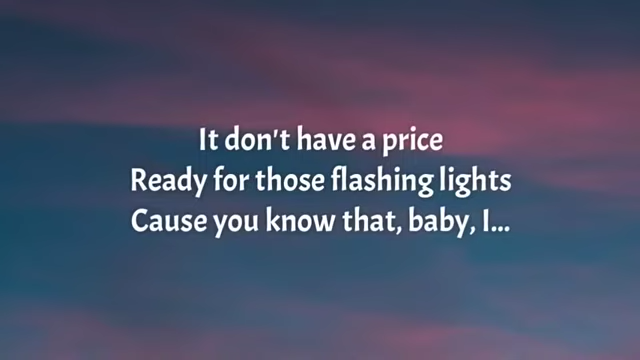 It don't have a price
Ready for those flashing lights
Cause you know that, baby, I...